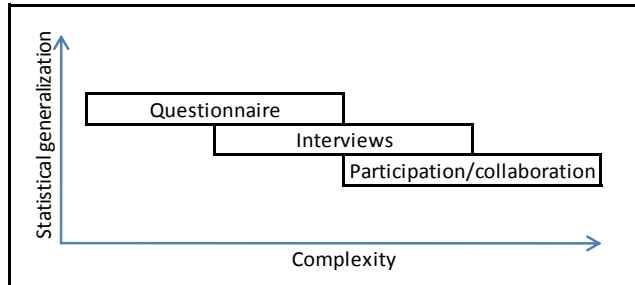 Statistical generalization
Questionnaire
Interviews
Participation/collaboration
Complexity